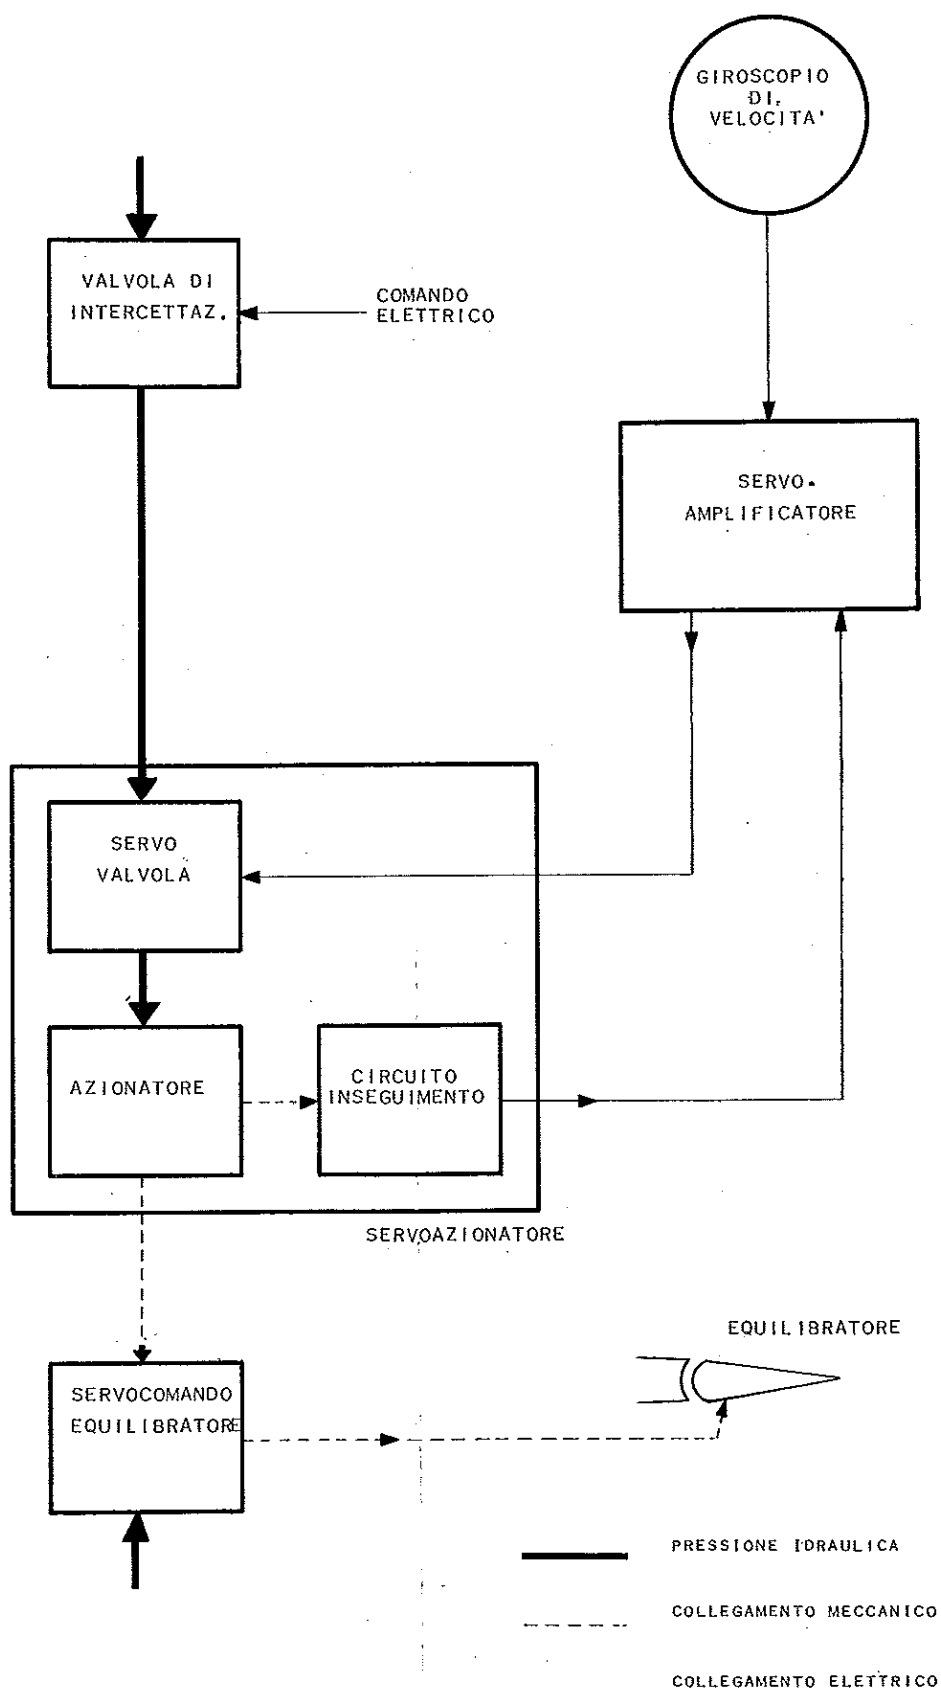 GIROSCOPIO
DI.
VELOCITA'
VALVOLA DI
INTERCETTAZ.
COMANDO
ELETTRICO
SERVO.
AMPLIFICATORE
SERVO
VALVOLA
AZIONATORE
CIRCUITO
INSEGUIMENTO
SERVOAZIONATORE
EQUILIBRATORE
SERVOCOMANDO
EQUILIBRATORE
PRESSIONE IDRAULICA
COLLEGAMENTO MECCANICO
COLLEGAMENTO ELETTRICO